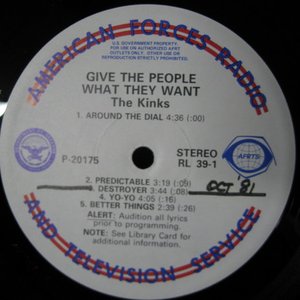 AMERICAN FORCES RADIO
U.S. GOVERNMENT PROPERTY.
FOR USE ON AUTHORIZED AFRT
OUTLETS ONLY. OTHER USE OR
REPRODUCTION STRICTLY PROHIBITED.
GIVE THE PEOPLE
WHAT THEY WANT
The Kinks
1. AROUND THE DIAL 4:36 (:00)
P-20175
STEREO
RL 39-1
AFRTS
2. PREDICTABLE 3:19 (:09)
3. DESTROYER 3:44 (:08)
OCT 81
4. YO-YO 4:05 (:16)
5. BETTER THINGS 2:39 (:26)
ALERT: Audition all lyrics
prior to programming.
NOTE: See Library Card for
additional information.
AND TELEVISION SERVICE